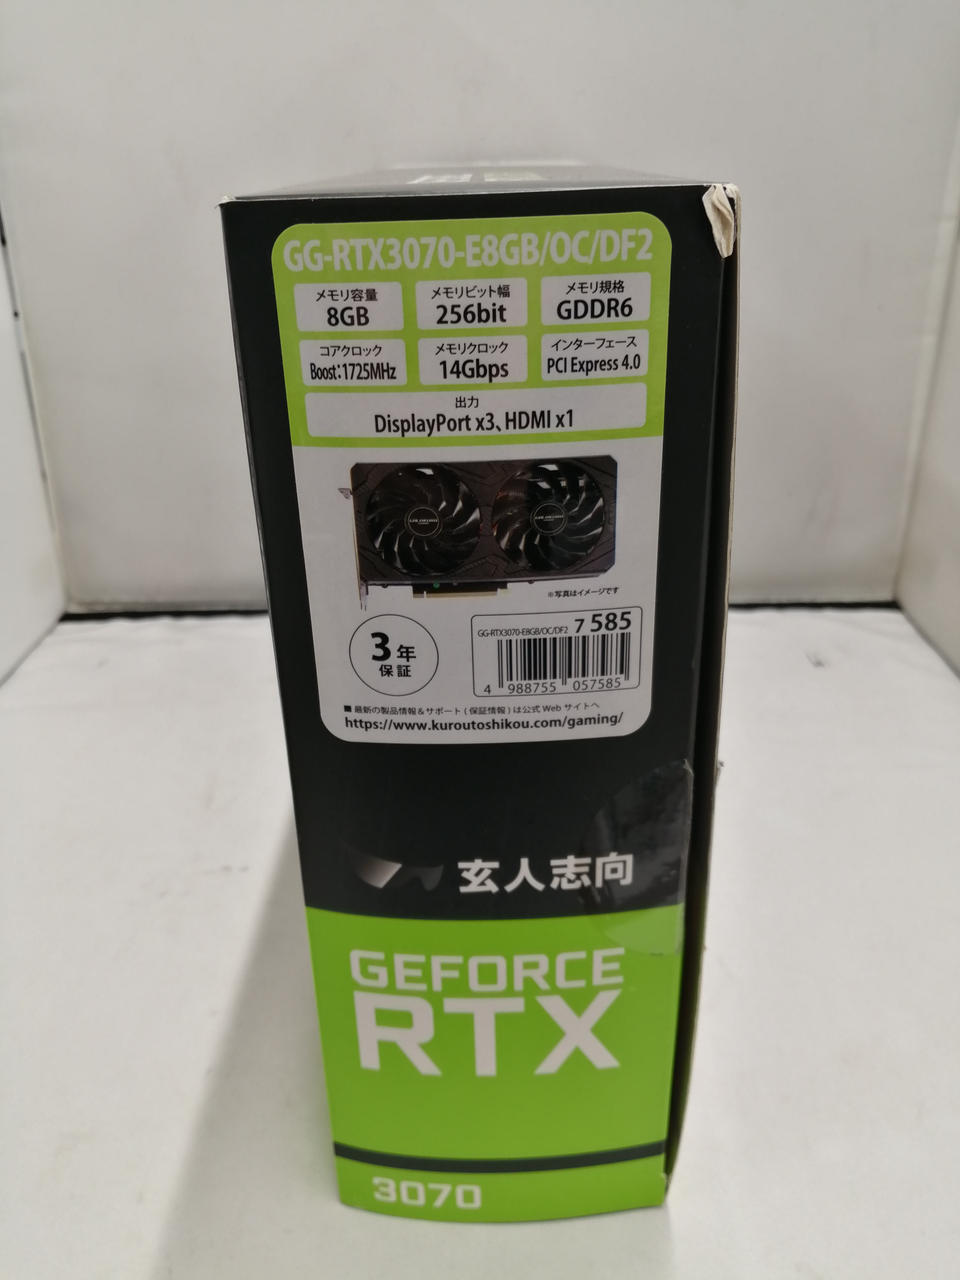 GG-RTX3070-E8GB/OC/DF2
メモリ容量
8GB
メモリビット幅
256bit
メモリ規格
GDDR6
コアクロック
Boost:1725MHz
メモリクロック
14Gbps
インターフェース
PCI Express 4.0
出力
DisplayPort x3、HDMI x1
※写真はイメージです
3年
保証
GG-RTX3070-E8GB/OC/DF2 7 585
4 988755 057585
■ 最新の製品情報＆サポート(保証情報)は公式 Web サイトへ
https://www.kuroutoshikou.com/gaming/
玄人志向
GEFORCE
RTX
3070